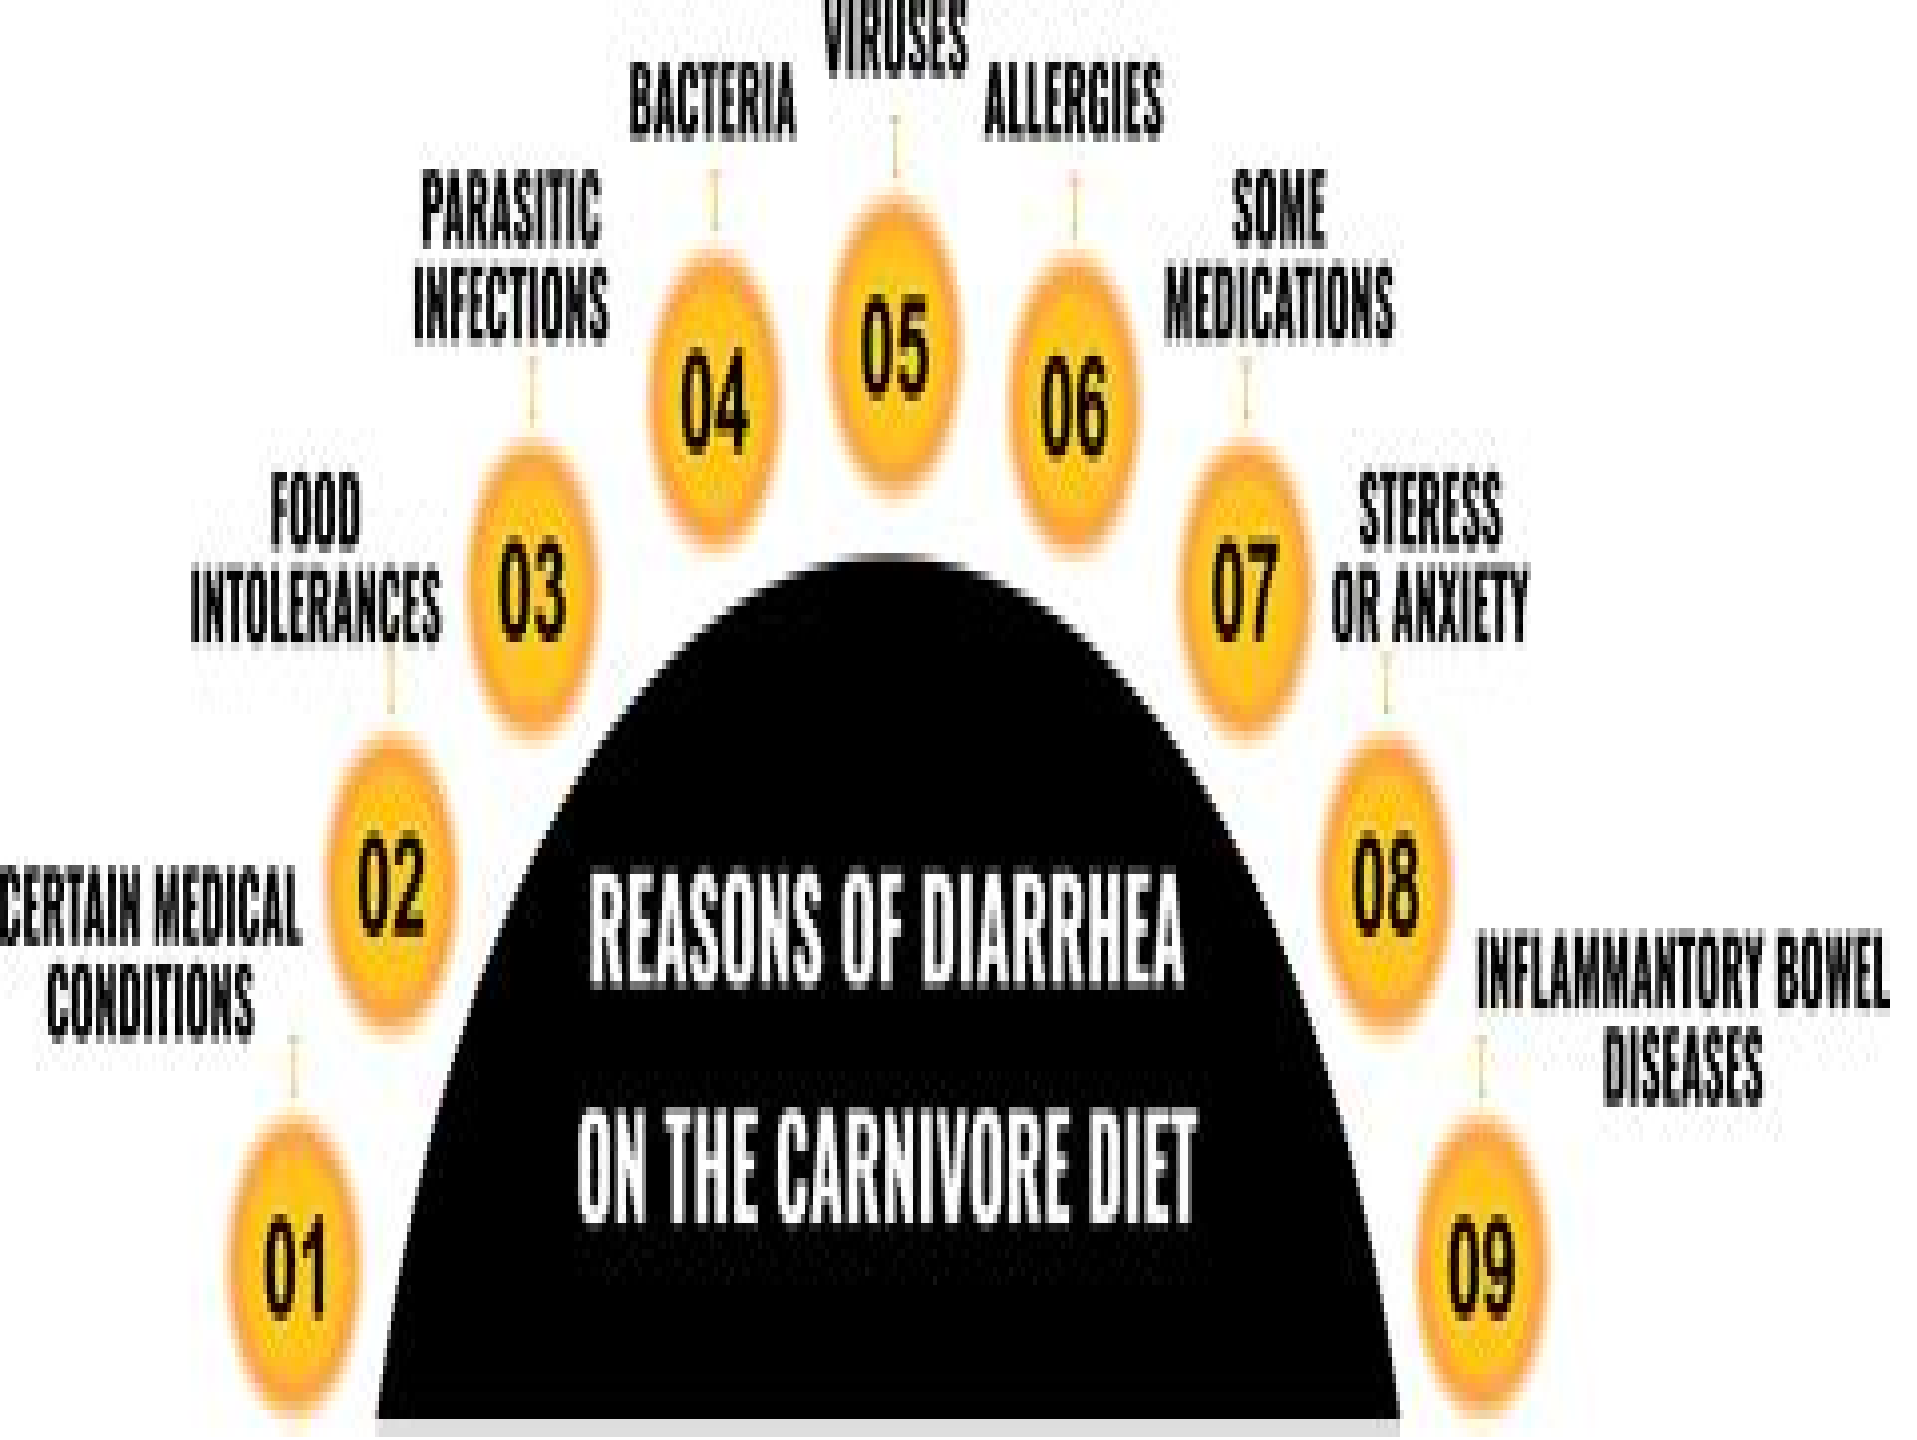 VIRUSES
BACTERIA
ALLERGIES
PARASITIC
INFECTIONS
SOME
MEDICATIONS
FOOD
INTOLERANCES
STERESS
OR ANXIETY
CERTAIN MEDICAL
CONDITIONS
INFLAMMANTORY BOWEL
DISEASES
01
02
03
04
05
06
07
08
09
REASONS OF DIARRHEA
ON THE CARNIVORE DIET